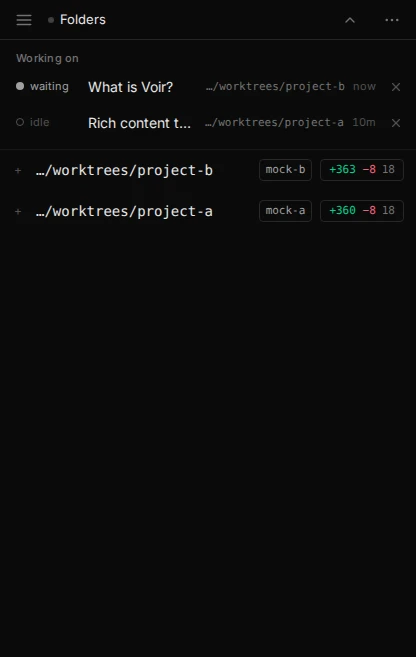 Folders
Working on
waiting What is Voir? …/worktrees/project-b now
idle Rich content t... …/worktrees/project-a 10m
+ …/worktrees/project-b mock-b +363 −8 18
+ …/worktrees/project-a mock-a +360 −8 18